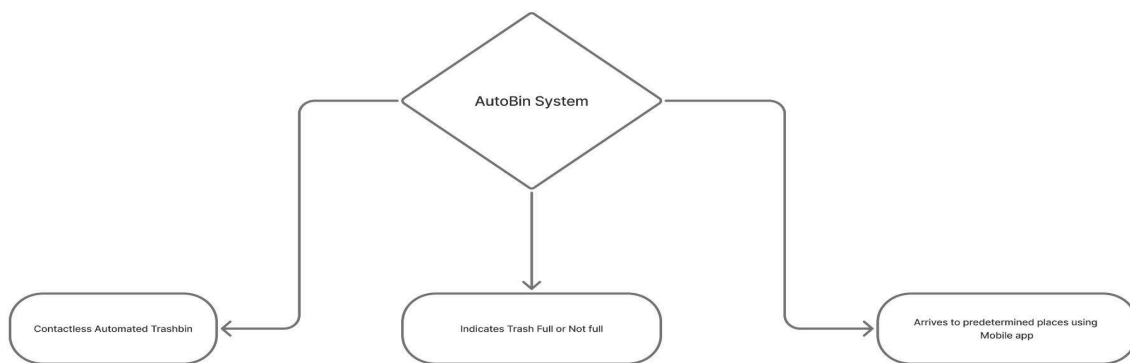 AutoBin System
Contactless Automated Trashbin
Indicates Trash Full or Not full
Arrives to predetermined places using
Mobile app